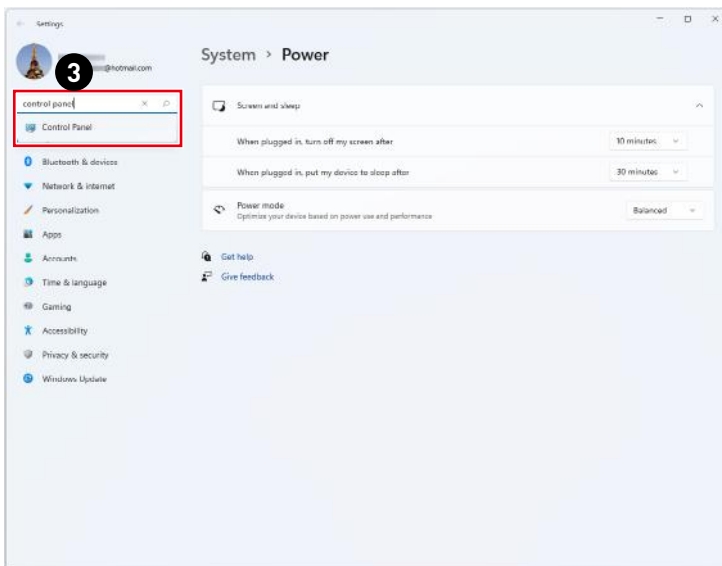 Settings
@hotmail.com
3
System > Power
control panel
Control Panel
Bluetooth & devices
Network & internet
Personalization
Apps
Accounts
Time & language
Gaming
Accessibility
Privacy & security
Windows Update
Screen and sleep
When plugged in, turn off my screen after
10 minutes
When plugged in, put my device to sleep after
30 minutes
Power mode
Optimize your device based on power use and performance
Balanced
Get help
Give feedback